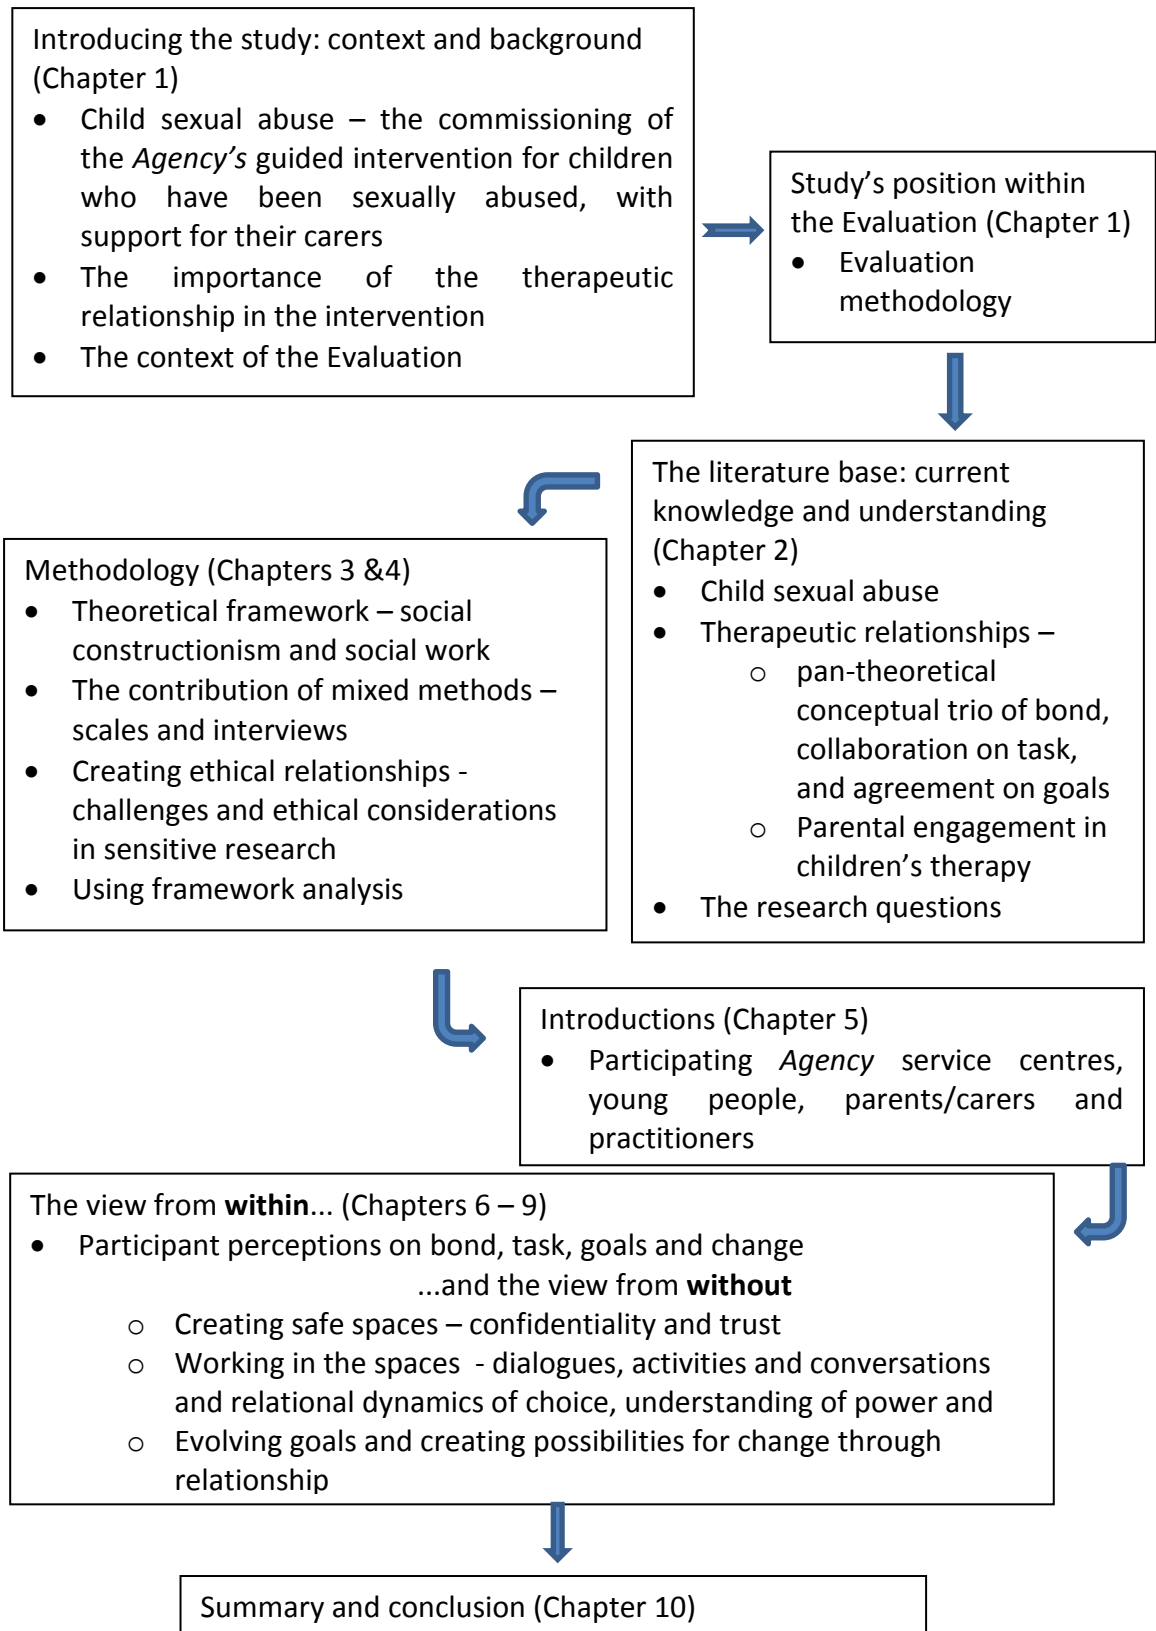 Introducing the study: context and background
(Chapter 1)
• Child sexual abuse – the commissioning of
the Agency's guided intervention for children
who have been sexually abused, with
support for their carers
• The importance of the therapeutic
relationship in the intervention
• The context of the Evaluation
Study's position within
the Evaluation (Chapter 1)
• Evaluation
methodology
The literature base: current
knowledge and understanding
(Chapter 2)
• Child sexual abuse
• Therapeutic relationships –
o pan-theoretical
conceptual trio of bond,
collaboration on task,
and agreement on goals
o Parental engagement in
children's therapy
• The research questions
Methodology (Chapters 3 &4)
• Theoretical framework – social
constructionism and social work
• The contribution of mixed methods –
scales and interviews
• Creating ethical relationships -
challenges and ethical considerations
in sensitive research
• Using framework analysis
Introductions (Chapter 5)
• Participating Agency service centres,
young people, parents/carers and
practitioners
The view from within... (Chapters 6 – 9)
• Participant perceptions on bond, task, goals and change
...and the view from without
o Creating safe spaces – confidentiality and trust
o Working in the spaces - dialogues, activities and conversations
and relational dynamics of choice, understanding of power and
o Evolving goals and creating possibilities for change through
relationship
Summary and conclusion (Chapter 10)